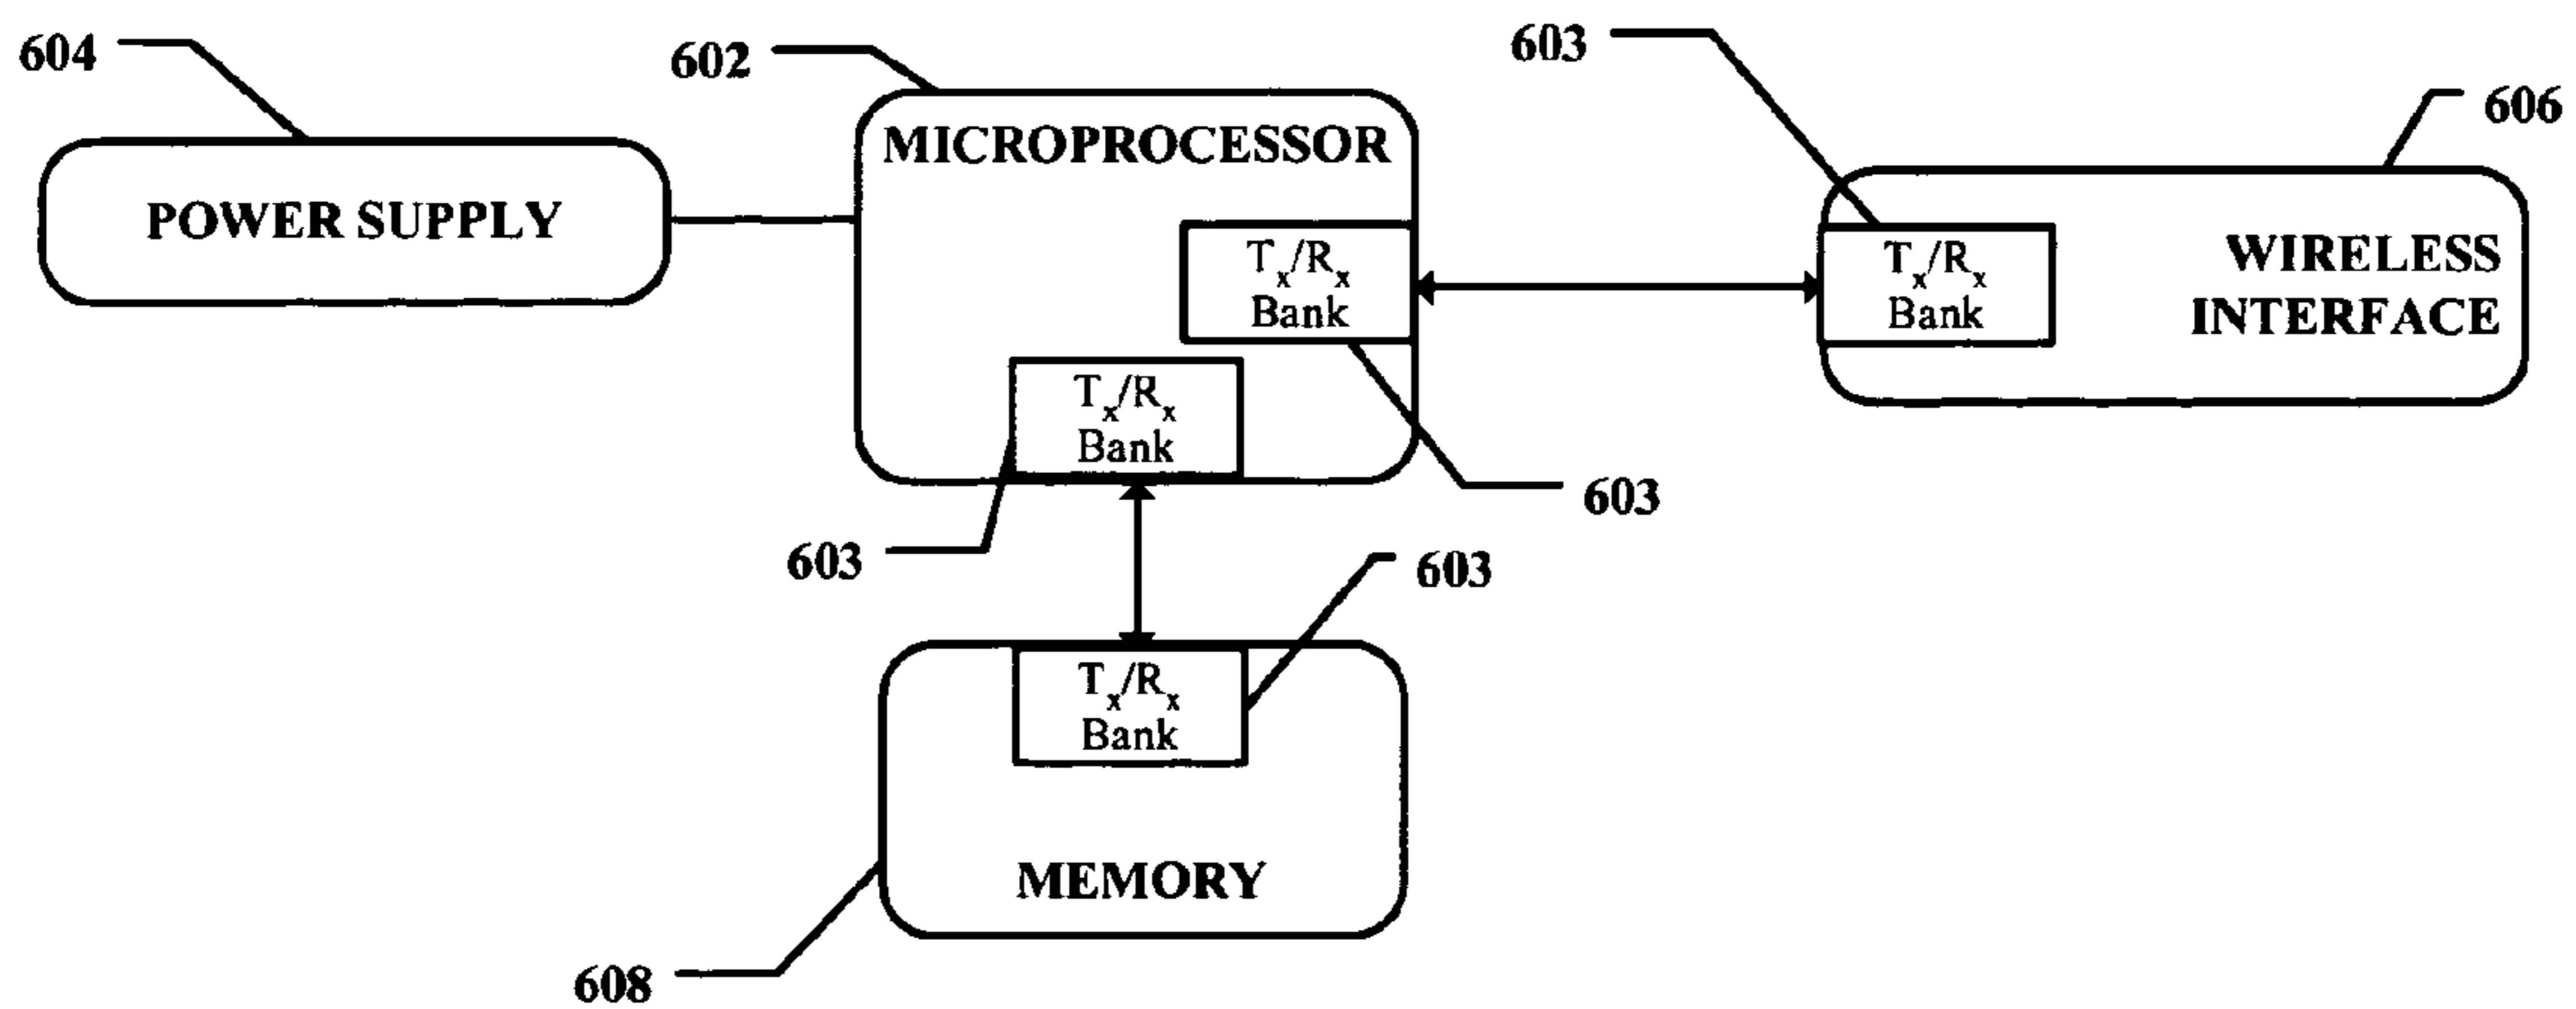 604
602
603
606
MICROPROCESSOR
POWER SUPPLY
Tx/Rx
Bank
Tx/Rx
Bank
WIRELESS
INTERFACE
Tx/Rx
Bank
603
603
603
Tx/Rx
Bank
MEMORY
608